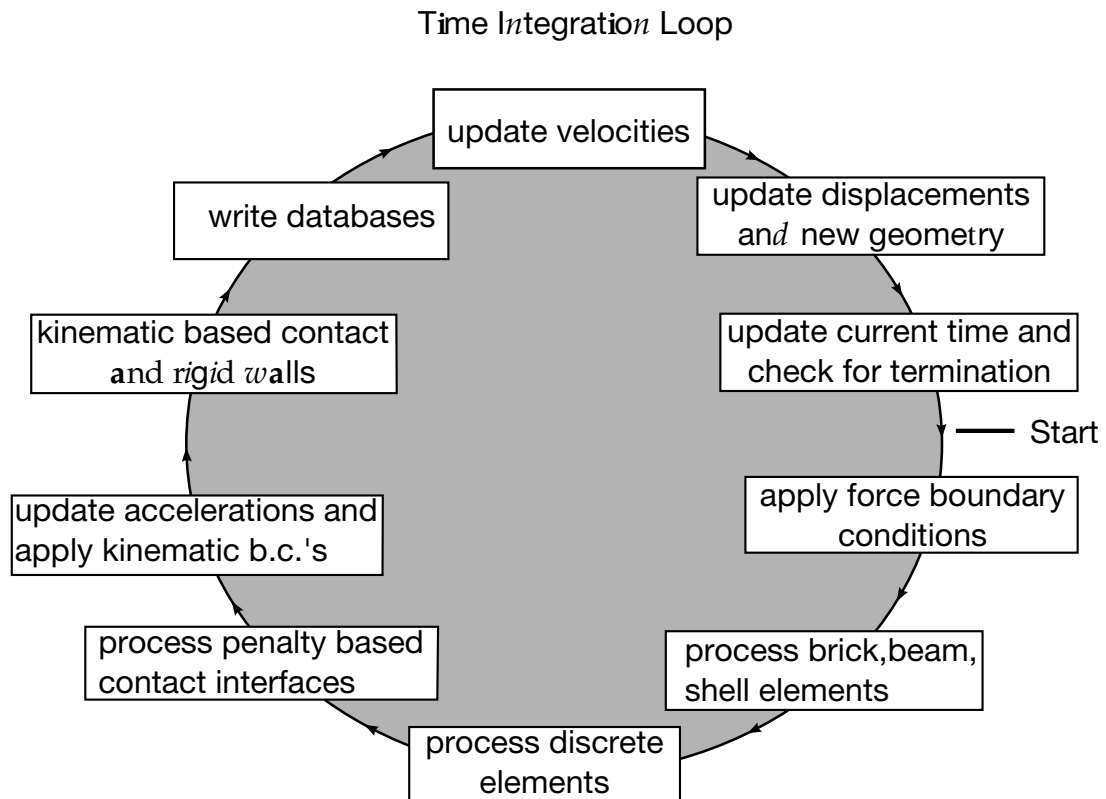 Time Integration Loop
update velocities
update displacements
and new geometry
update current time and
check for termination
Start
apply force boundary
conditions
process brick,beam,
shell elements
process discrete
elements
process penalty based
contact interfaces
update accelerations and
apply kinematic b.c.'s
kinematic based contact
and rigid walls
write databases